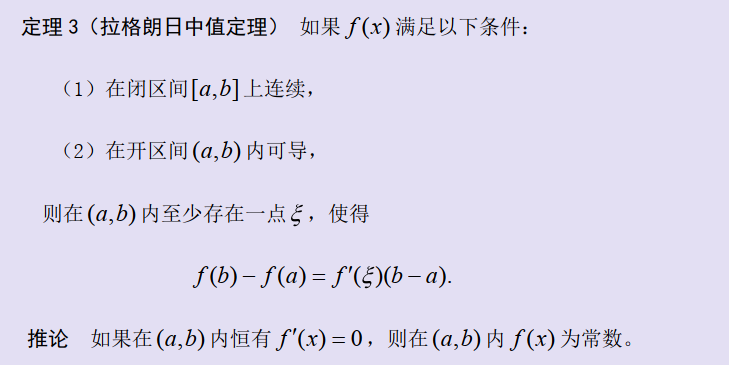 定理 3（拉格朗日中值定理） 如果 f(x) 满足以下条件：
（1）在闭区间[a,b]上连续，
（2）在开区间(a,b)内可导，
则在(a,b)内至少存在一点ξ，使得
f(b)−f(a)=f′(ξ)(b−a).
推论 如果在(a,b)内恒有 f′(x)=0，则在(a,b)内 f(x) 为常数。